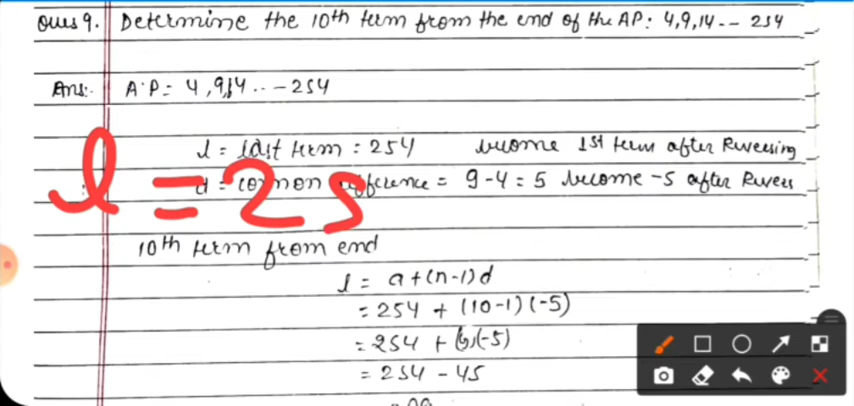 Ques 9. Determine the 10th term from the end of the AP: 4,9,14 -- 254
Ans:- A.P = 4,9,14..-254
l = last term = 254 become 1st term after Reversing
d = common difference = 9-4 = 5 become -5 after Revers
l = 25
10th term from end
l = a+(n-1)d
= 254 + (10-1)(-5)
= 254 + (9)(-5)
= 254 - 45